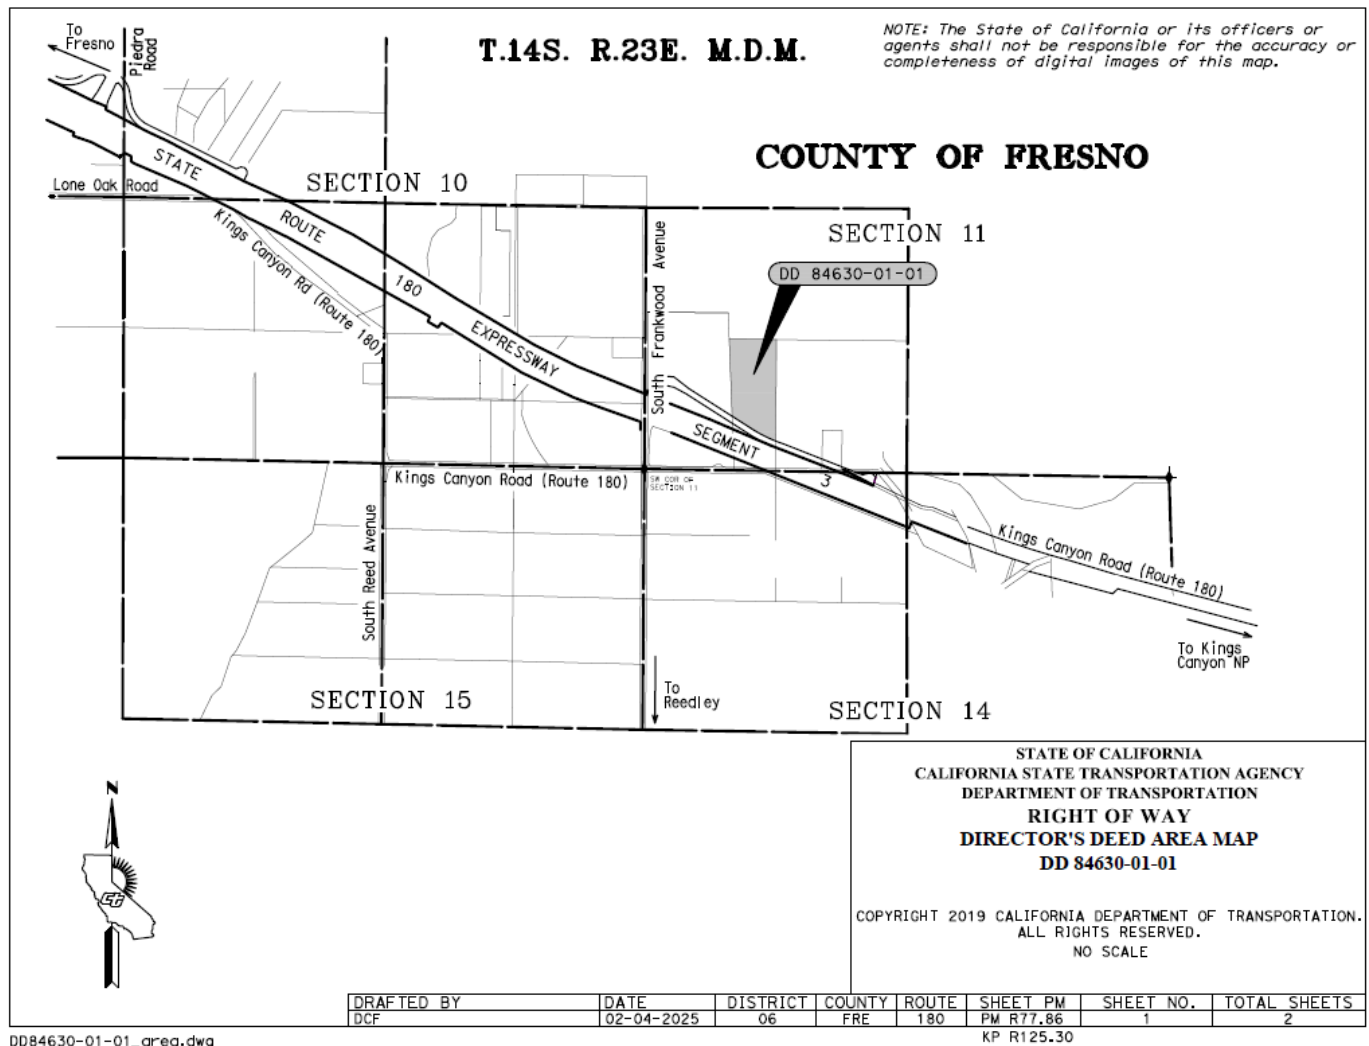 To
Fresno
Piedra
Road
T.14S. R.23E. M.D.M.
NOTE: The State of California or its officers or
agents shall not be responsible for the accuracy or
completeness of digital images of this map.
COUNTY OF FRESNO
STATE
ROUTE
180
EXPRESSWAY
SEGMENT
3
Lone Oak Road
SECTION 10
SECTION 11
Kings Canyon Rd (Route 180)
South Frankwood Avenue
DD 84630-01-01
Kings Canyon Road (Route 180)
SW COR OF
SECTION 11
South Reed Avenue
Kings Canyon Road (Route 180)
To Kings
Canyon NP
To
Reedley
SECTION 15
SECTION 14
N
ct
STATE OF CALIFORNIA
CALIFORNIA STATE TRANSPORTATION AGENCY
DEPARTMENT OF TRANSPORTATION
RIGHT OF WAY
DIRECTOR'S DEED AREA MAP
DD 84630-01-01
COPYRIGHT 2019 CALIFORNIA DEPARTMENT OF TRANSPORTATION.
ALL RIGHTS RESERVED.
NO SCALE
DRAFTED BY DATE DISTRICT COUNTY ROUTE SHEET PM SHEET NO. TOTAL SHEETS
DCF 02-04-2025 06 FRE 180 PM R77.86 1 2
KP R125.30
DD84630-01-01_area.dwg